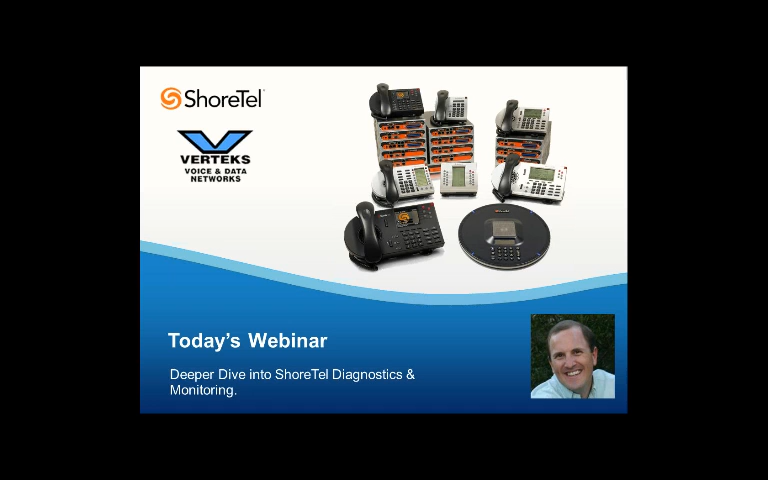 ShoreTel
VERTEKS
VOICE & DATA
NETWORKS
Today's Webinar
Deeper Dive into ShoreTel Diagnostics &
Monitoring.